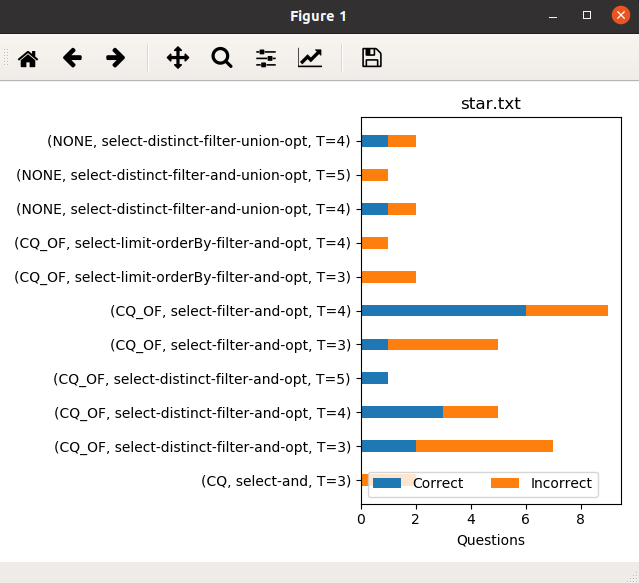 Figure 1
star.txt
(NONE, select-distinct-filter-union-opt, T=4)
(NONE, select-distinct-filter-and-union-opt, T=5)
(NONE, select-distinct-filter-and-union-opt, T=4)
(CQ_OF, select-limit-orderBy-filter-and-opt, T=4)
(CQ_OF, select-limit-orderBy-filter-and-opt, T=3)
(CQ_OF, select-filter-and-opt, T=4)
(CQ_OF, select-filter-and-opt, T=3)
(CQ_OF, select-distinct-filter-and-opt, T=5)
(CQ_OF, select-distinct-filter-and-opt, T=4)
(CQ_OF, select-distinct-filter-and-opt, T=3)
(CQ, select-and, T=3)
Correct Incorrect
0 2 4 6 8
Questions